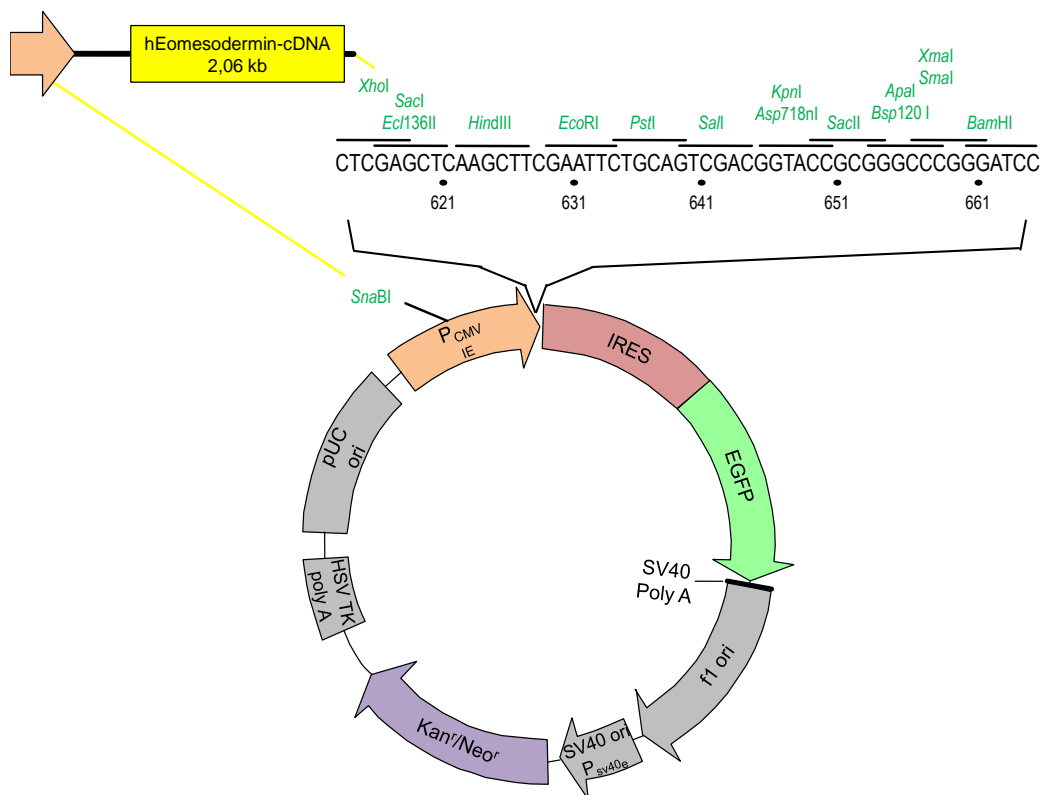 hEomesodermin-cDNA
2,06 kb
XhoI
SacI
Ecl136II
HindIII
EcoRI
PstI
SalI
KpnI
Asp718nI
SacII
ApaI
Bsp120 I
XmaI
SmaI
BamHI
CTCGAGCTCAAGCTTCGAATTCTGCAGTCGACGGTACCGCGGGCCCGGGATCC
621
631
641
651
661
SnaBI
P CMV
IE
IRES
EGFP
SV40
Poly A
f1 ori
SV40 ori
P sv40e
Kanr/Neor
HSV TK
poly A
pUC
ori